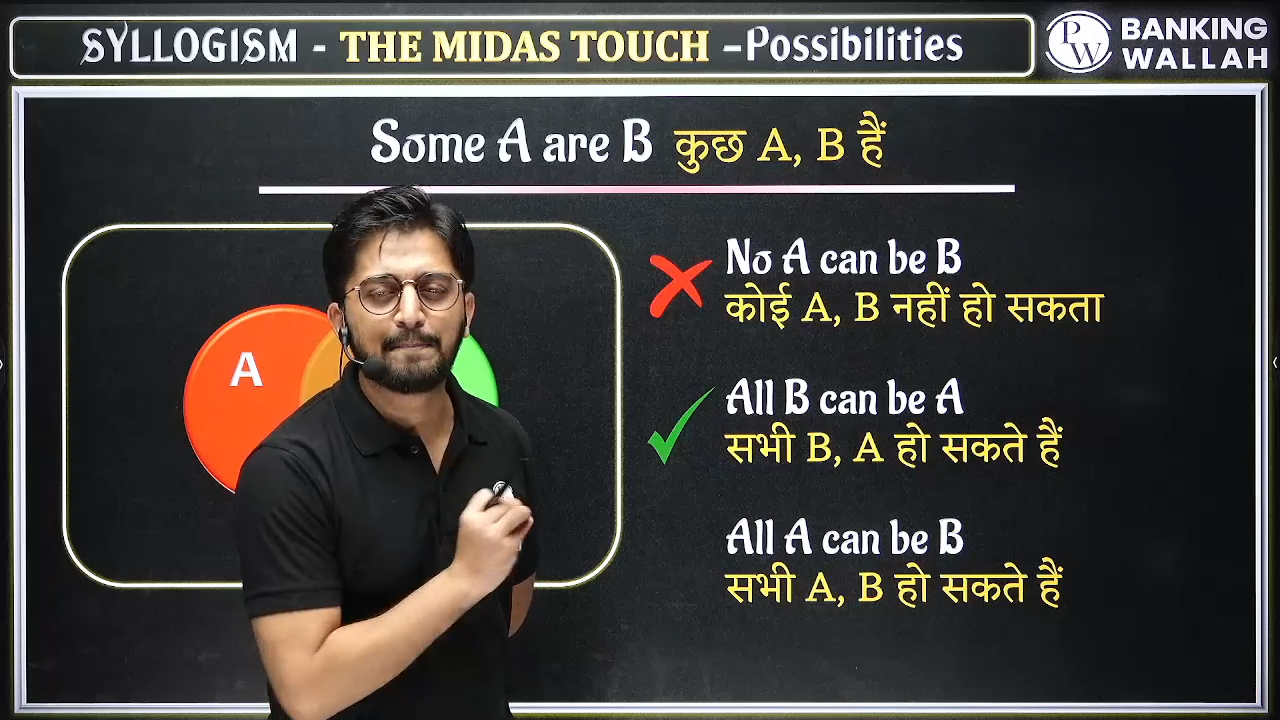 SYLLOGISM - THE MIDAS TOUCH -Possibilities
PW BANKING
WALLAH
Some A are B कुछ A, B हैं
A
No A can be B
कोई A, B नहीं हो सकता
All B can be A
सभी B, A हो सकते हैं
All A can be B
सभी A, B हो सकते हैं